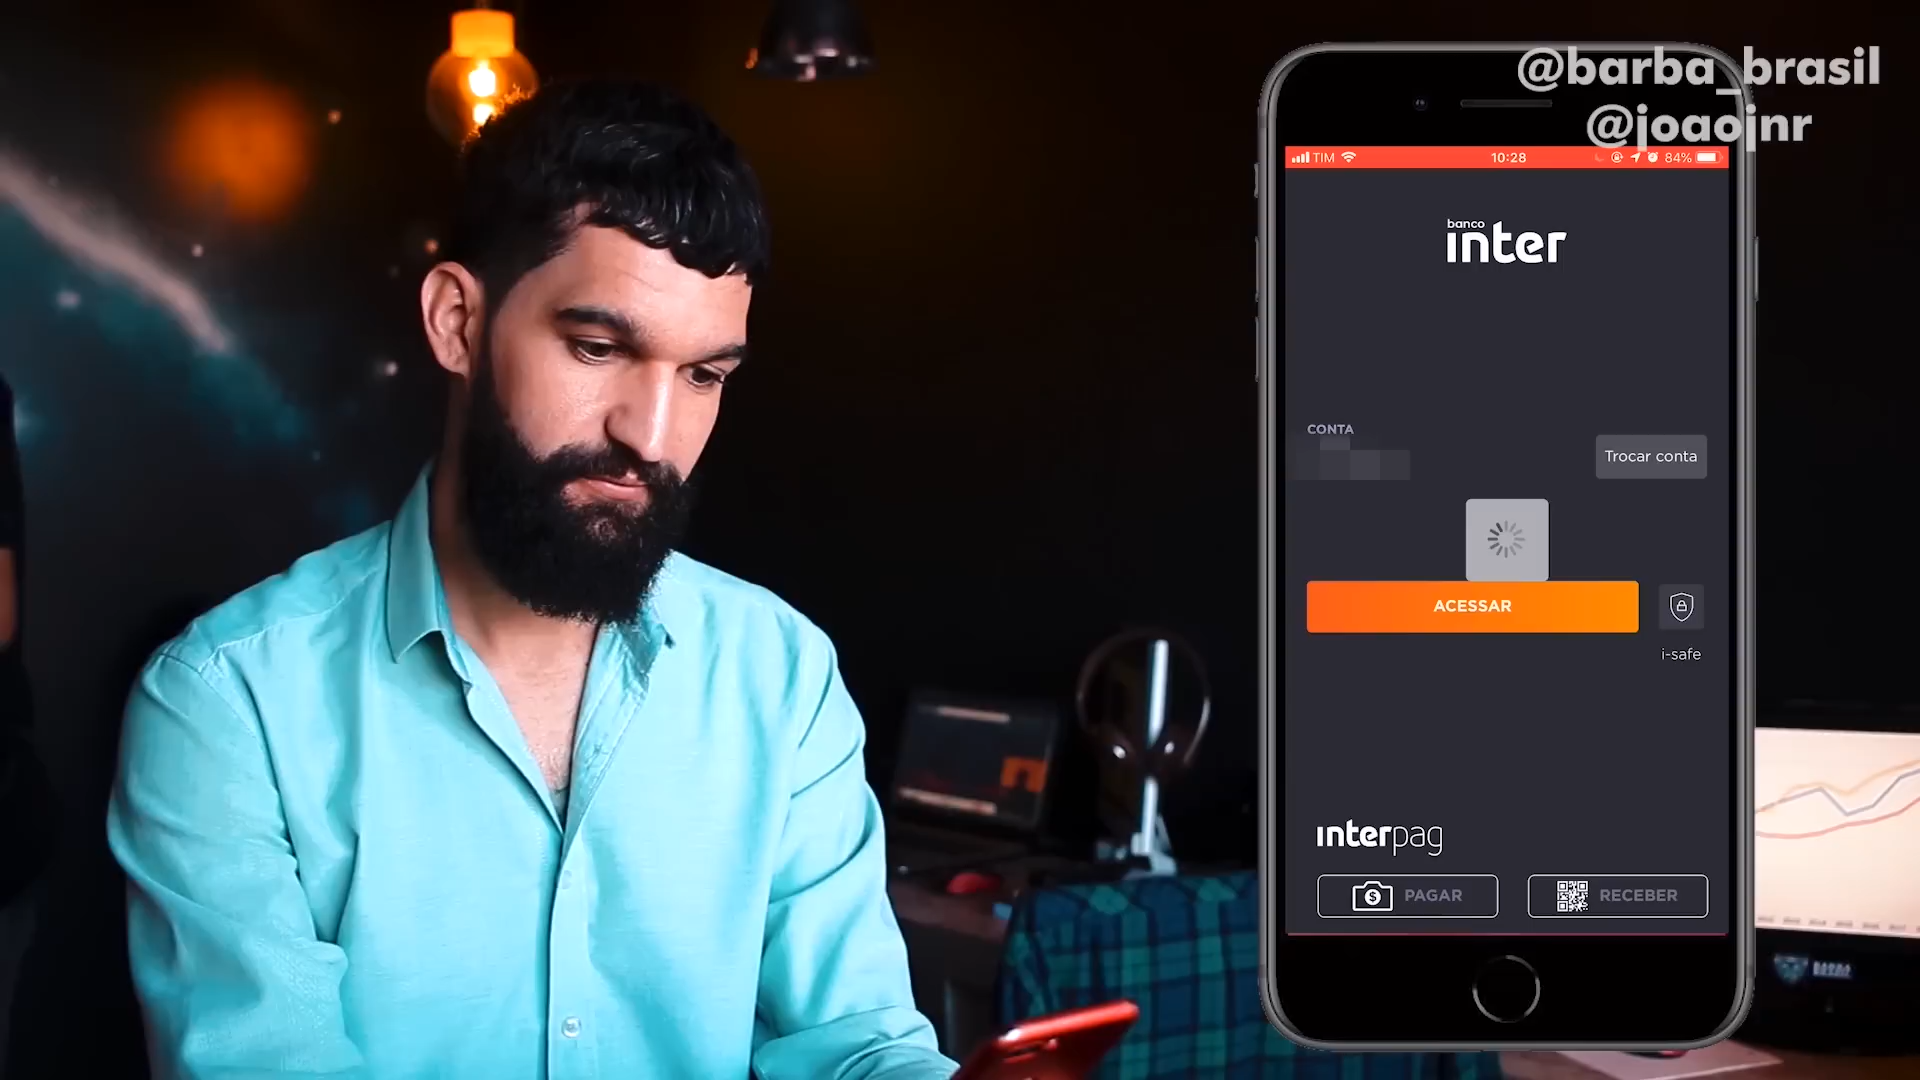 @barba_brasil
@joaojnr
TIM
10:28
84%
banco
inter
CONTA
Trocar conta
ACESSAR
i-safe
interpag
PAGAR
RECEBER